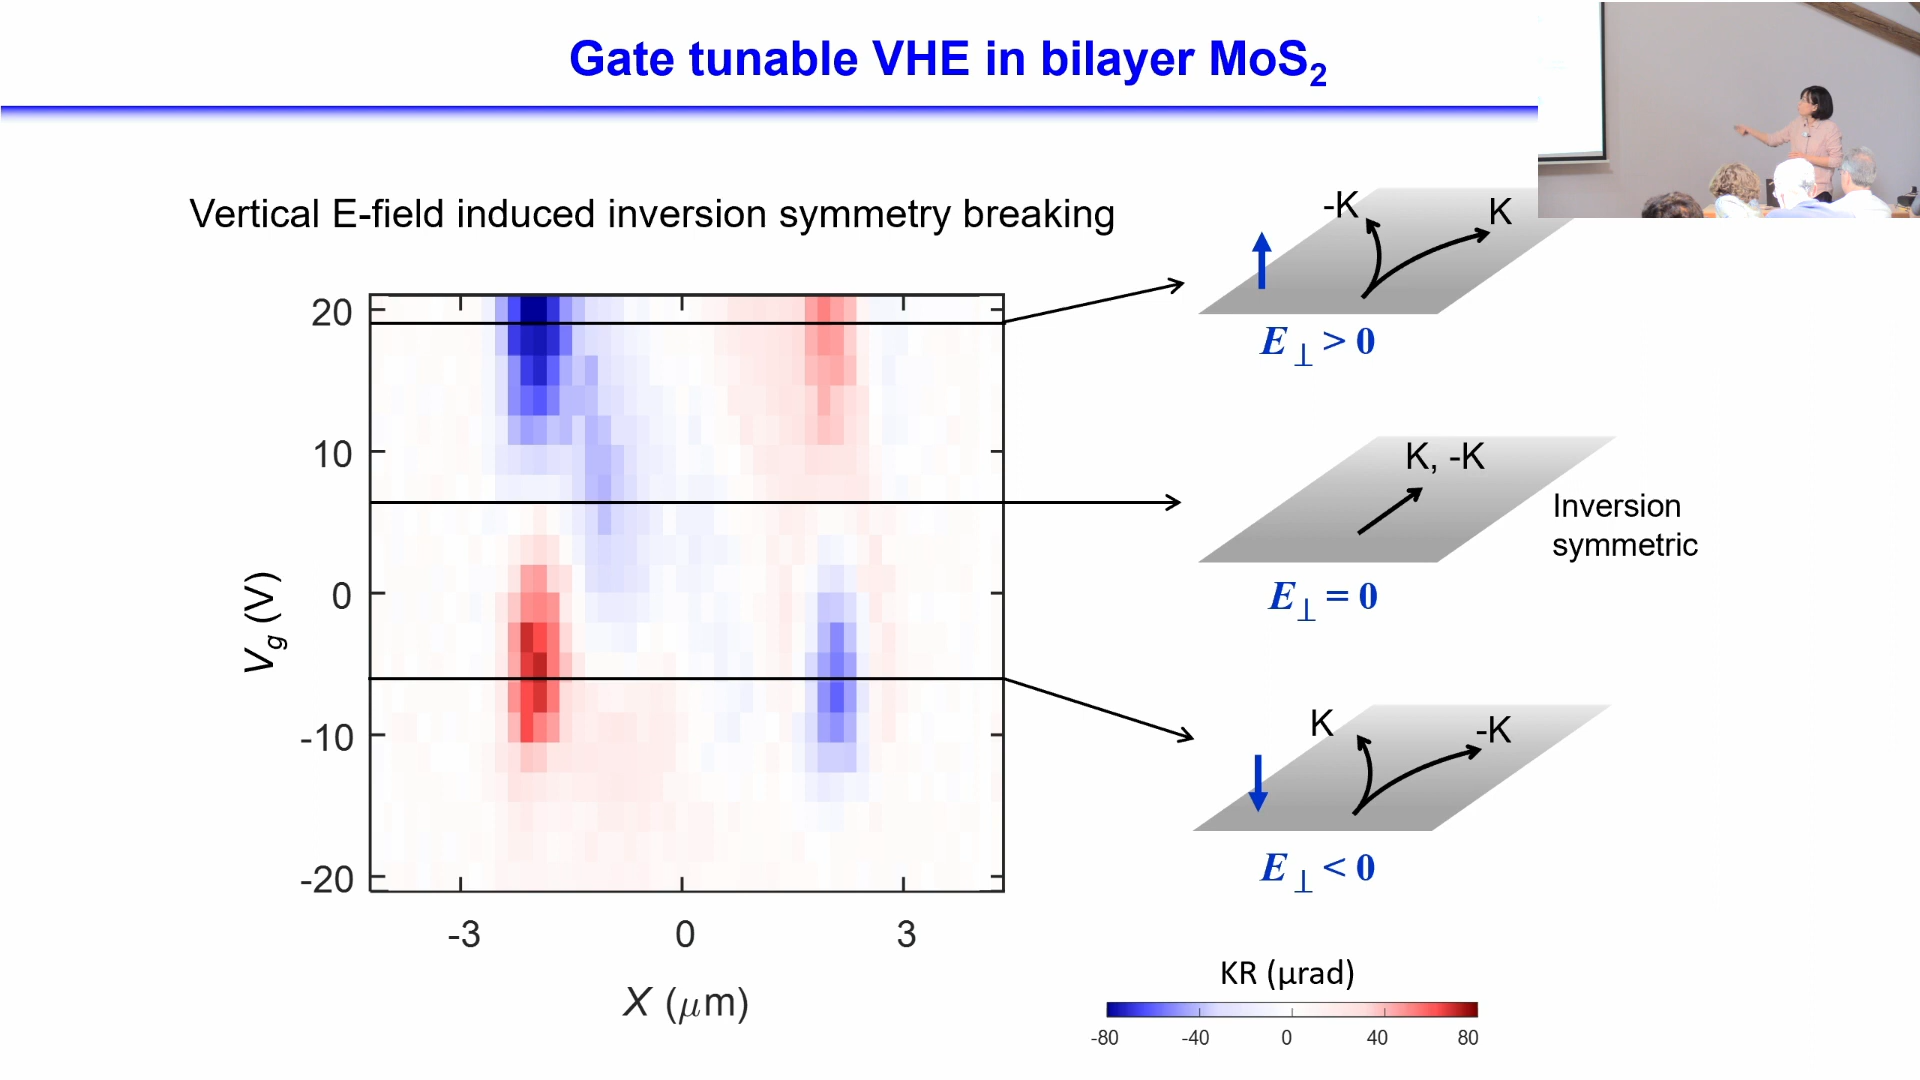 Gate tunable VHE in bilayer MoS₂
Vertical E-field induced inversion symmetry breaking
-K
K
E⊥ > 0
20
10
0
-10
-20
V_g (V)
-3
0
3
X (μm)
K, -K
Inversion
symmetric
E⊥ = 0
K
-K
E⊥ < 0
KR (μrad)
-80
-40
0
40
80